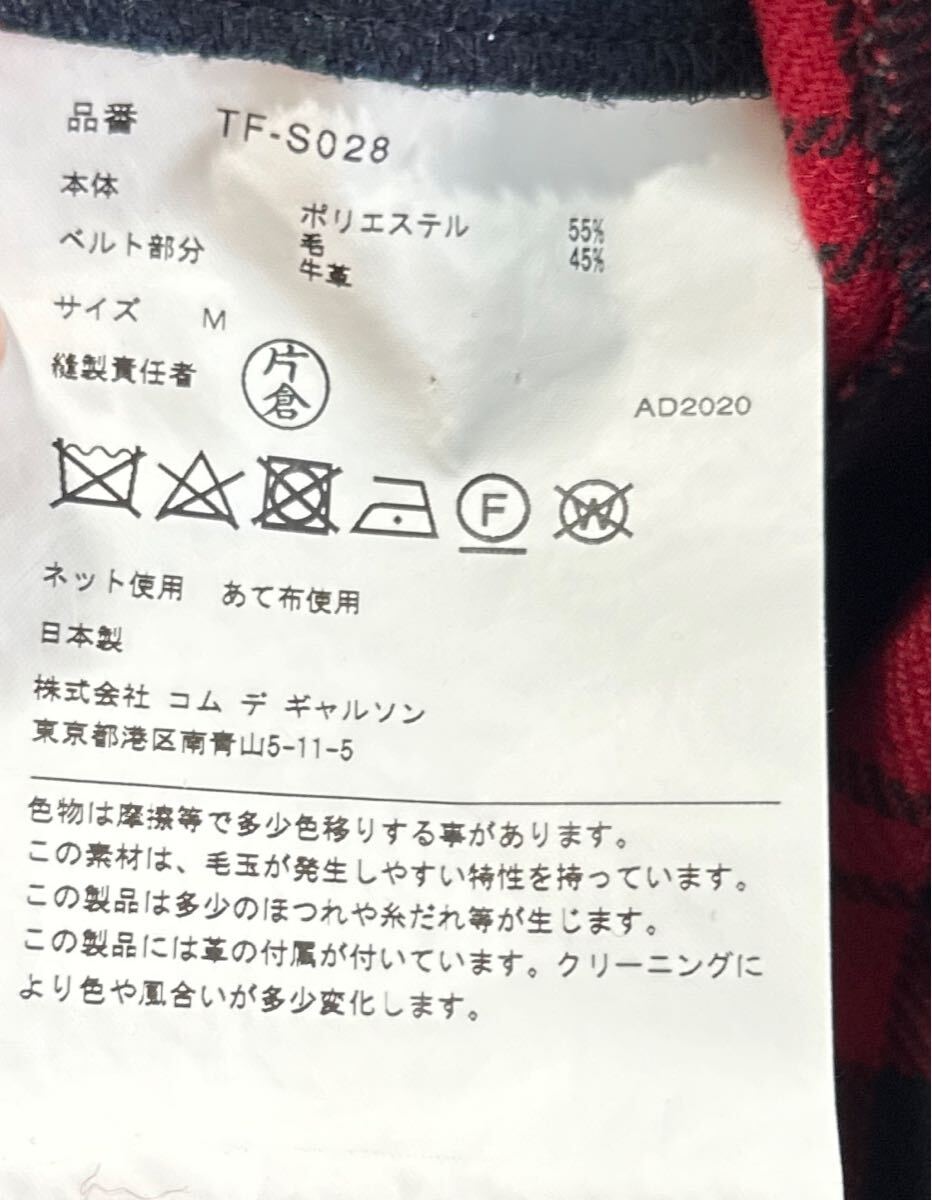 品番 TF-S028
本体 ポリエステル 55%
毛 45%
ベルト部分 牛革
サイズ M
縫製責任者 片倉
AD2020
F W
ネット使用 あて布使用
日本製
株式会社 コム デ ギャルソン
東京都港区南青山5-11-5
色物は摩擦等で多少色移りする事があります。
この素材は、毛玉が発生しやすい特性を持っています。
この製品は多少のほつれや糸だれ等が生じます。
この製品には革の付属が付いています。クリーニングに
より色や風合いが多少変化します。